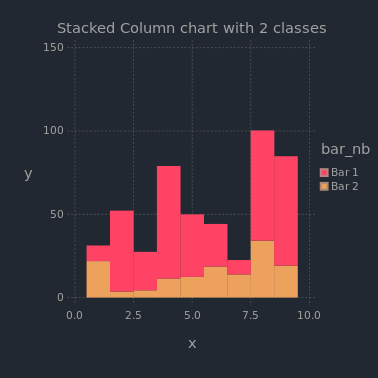 Stacked Column chart with 2 classes
150
100
50
0
y
0.0 2.5 5.0 7.5 10.0
x
bar_nb
Bar 1
Bar 2